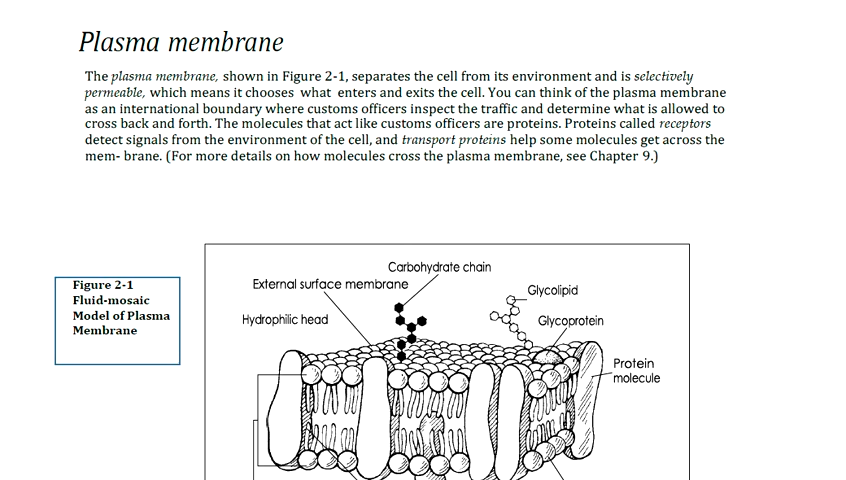 Plasma membrane
The plasma membrane, shown in Figure 2-1, separates the cell from its environment and is selectively
permeable, which means it chooses what enters and exits the cell. You can think of the plasma membrane
as an international boundary where customs officers inspect the traffic and determine what is allowed to
cross back and forth. The molecules that act like customs officers are proteins. Proteins called receptors
detect signals from the environment of the cell, and transport proteins help some molecules get across the
mem- brane. (For more details on how molecules cross the plasma membrane, see Chapter 9.)
Figure 2-1
Fluid-mosaic
Model of Plasma
Membrane
Carbohydrate chain
External surface membrane
Glycolipid
Hydrophilic head
Glycoprotein
Protein
molecule